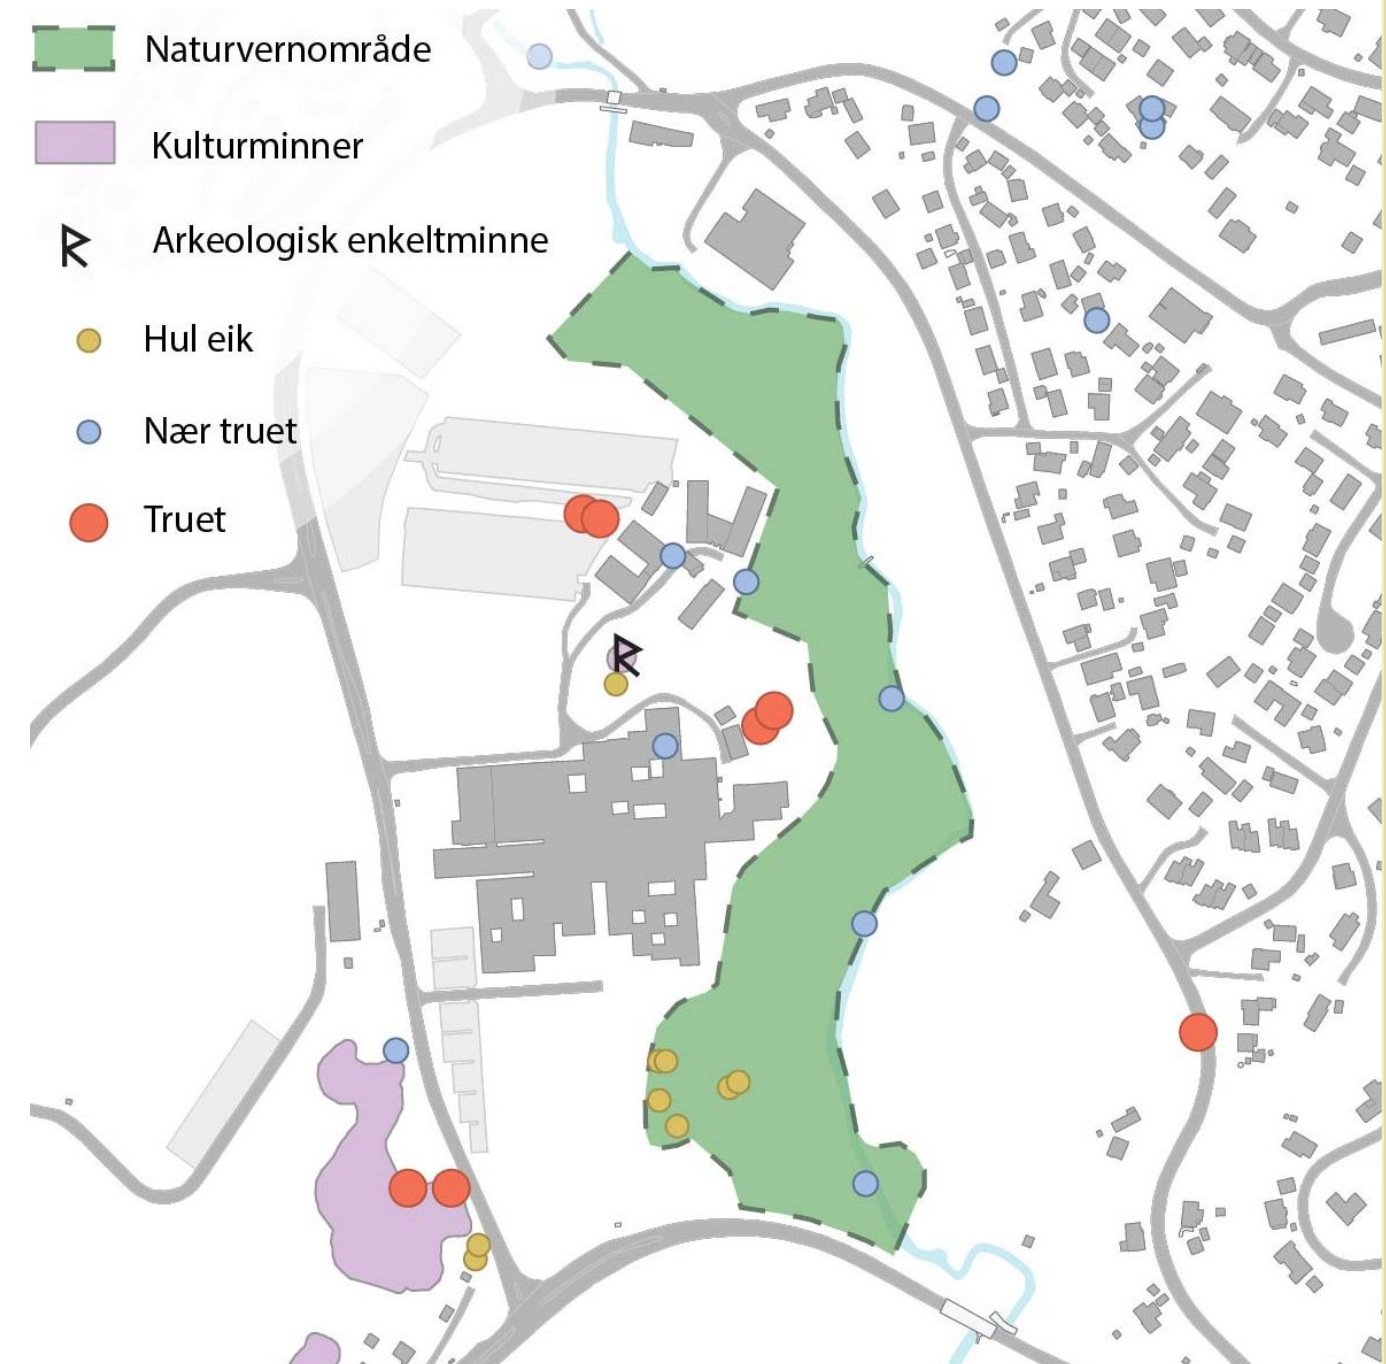 Naturvernområde
Kulturminner
Arkeologisk enkeltminne
Hul eik
Nær truet
Truet